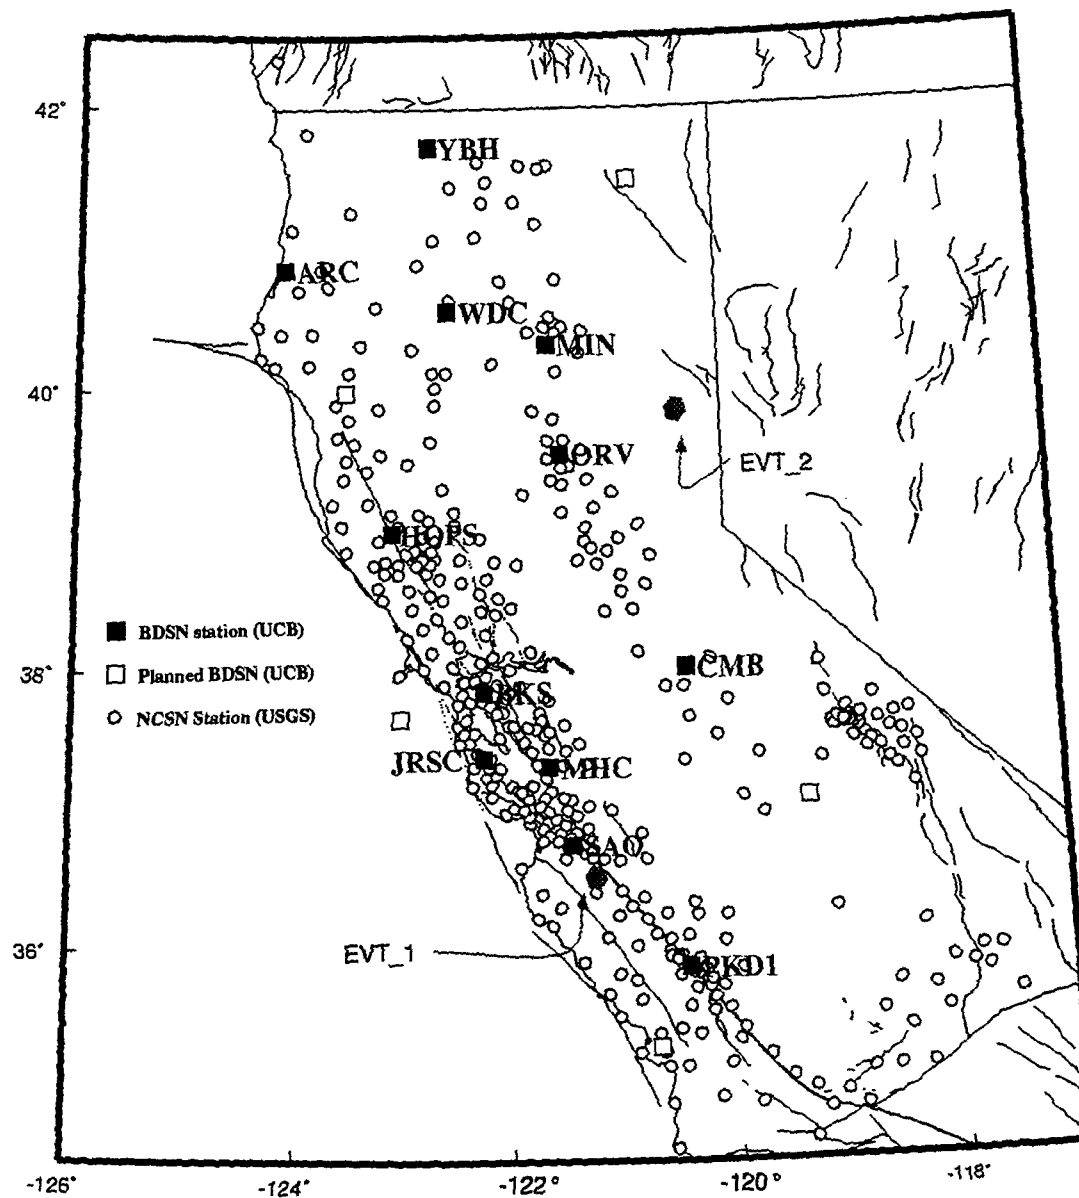 42°
YBH
ARC
WDC
MIN
40°
ORV
EVT_2
HOPS
■ BDSN station (UCB)
□ Planned BDSN (UCB)
○ NCSN Station (USGS)
38°
CMB
BKS
JRSC
MHC
SAO
EVT_1
36°
PKD1
-126°
-124°
-122°
-120°
-118°